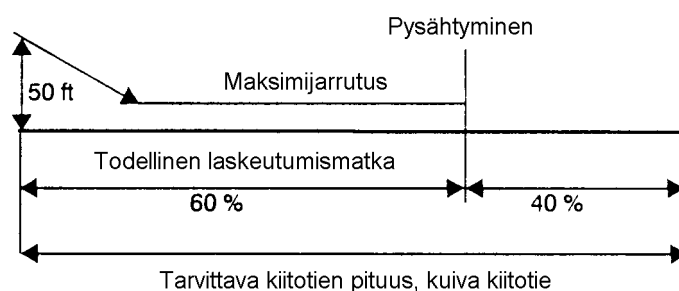 Pysähtyminen
50 ft
Maksimijarrutus
Todellinen laskeutumismatka
60 %
40 %
Tarvittava kiitotien pituus, kuiva kiitotie